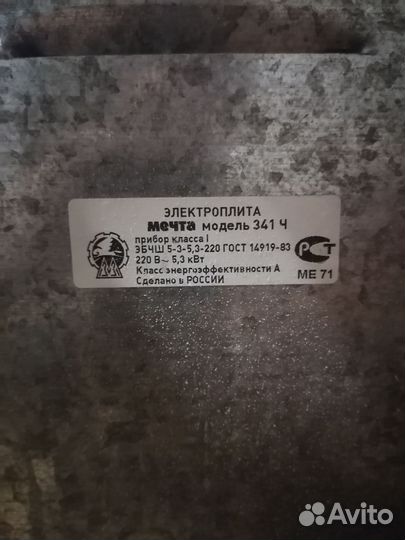 ЭЛЕКТРОПЛИТА
мечта модель 341 Ч
прибор класса I
ЭБЧШ 5-3-5,3-220 ГОСТ 14919-83
220 В~ 5,3 кВт
Класс энергоэффективности А
Сделано в РОССИИ
РСТ
МЕ 71
Avito